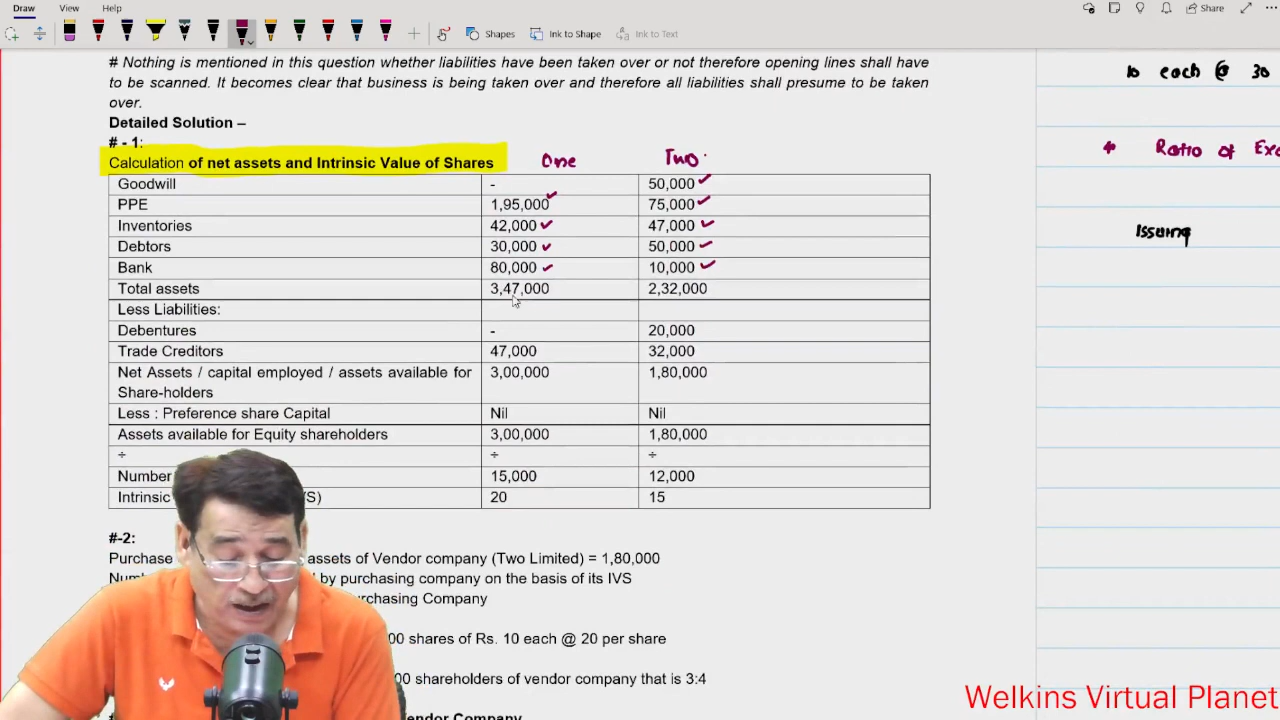 Draw View Help
Shapes Ink to Shape Ink to Text Share
# Nothing is mentioned in this question whether liabilities have been taken over or not therefore opening lines shall have
to be scanned. It becomes clear that business is being taken over and therefore all liabilities shall presume to be taken
over.
Detailed Solution –
# - 1:
Calculation of net assets and Intrinsic Value of Shares One Two
Goodwill - 50,000
PPE 1,95,000 75,000
Inventories 42,000 47,000
Debtors 30,000 50,000
Bank 80,000 10,000
Total assets 3,47,000 2,32,000
Less Liabilities:
Debentures - 20,000
Trade Creditors 47,000 32,000
Net Assets / capital employed / assets available for 3,00,000 1,80,000
Share-holders
Less : Preference share Capital Nil Nil
Assets available for Equity shareholders 3,00,000 1,80,000
÷ ÷ ÷
Number 15,000 12,000
Intrinsic S) 20 15
#-2:
Purchase assets of Vendor company (Two Limited) = 1,80,000
by purchasing company on the basis of its IVS
Company
00 shares of Rs. 10 each @ 20 per share
00 shareholders of vendor company that is 3:4
Vendor Company
10 each @ 30
Ratio of Exc
Issuing
Welkins Virtual Planet